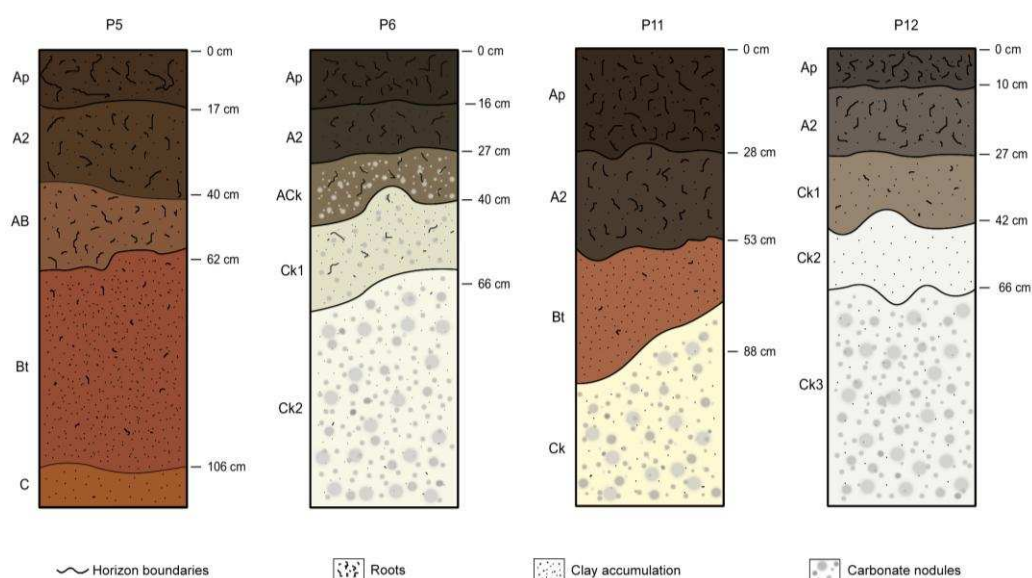 P5
Ap
A2
AB
Bt
C
0 cm
17 cm
40 cm
62 cm
106 cm
P6
Ap
A2
ACk
Ck1
Ck2
0 cm
16 cm
27 cm
40 cm
66 cm
P11
Ap
A2
Bt
Ck
0 cm
28 cm
53 cm
88 cm
P12
Ap
A2
Ck1
Ck2
Ck3
0 cm
10 cm
27 cm
42 cm
66 cm
Horizon boundaries
Roots
Clay accumulation
Carbonate nodules